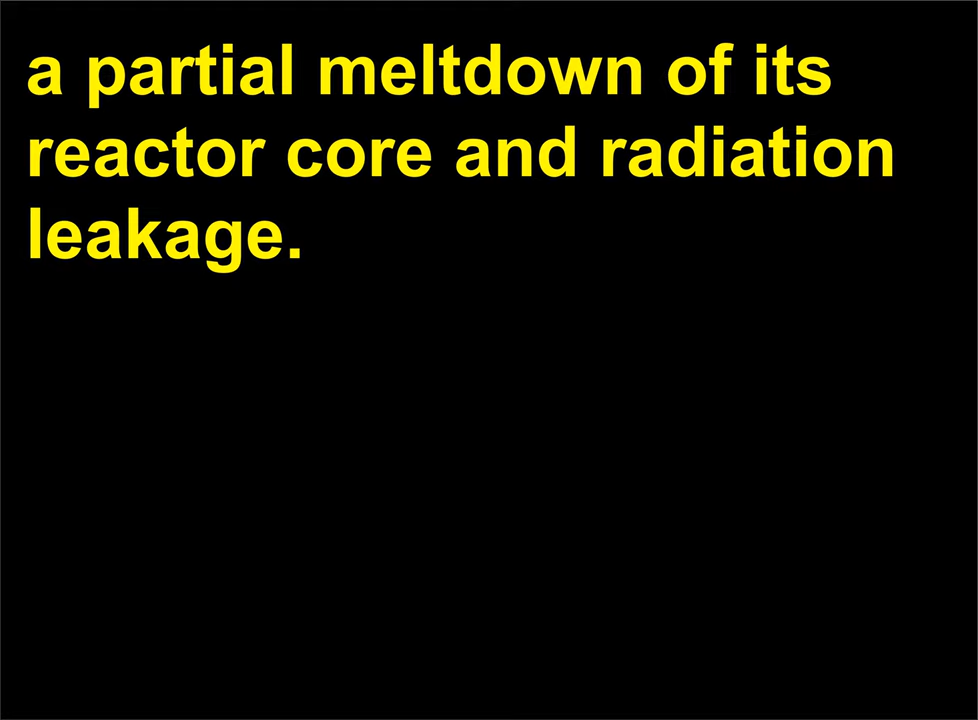 a partial meltdown of its
reactor core and radiation
leakage.